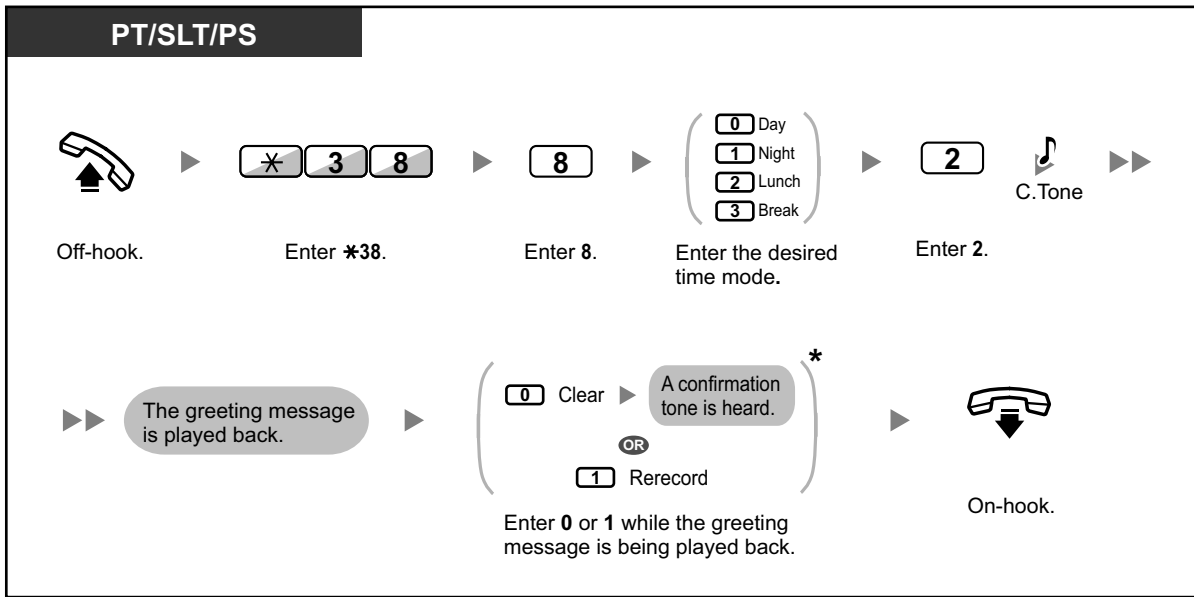 PT/SLT/PS
0 Day
1 Night
2 Lunch
3 Break
✳ 3 8
8
2
C.Tone
Off-hook.
Enter ✳38.
Enter 8.
Enter the desired
time mode.
Enter 2.
The greeting message
is played back.
0 Clear
A confirmation
tone is heard.
*
OR
1 Rerecord
Enter 0 or 1 while the greeting
message is being played back.
On-hook.